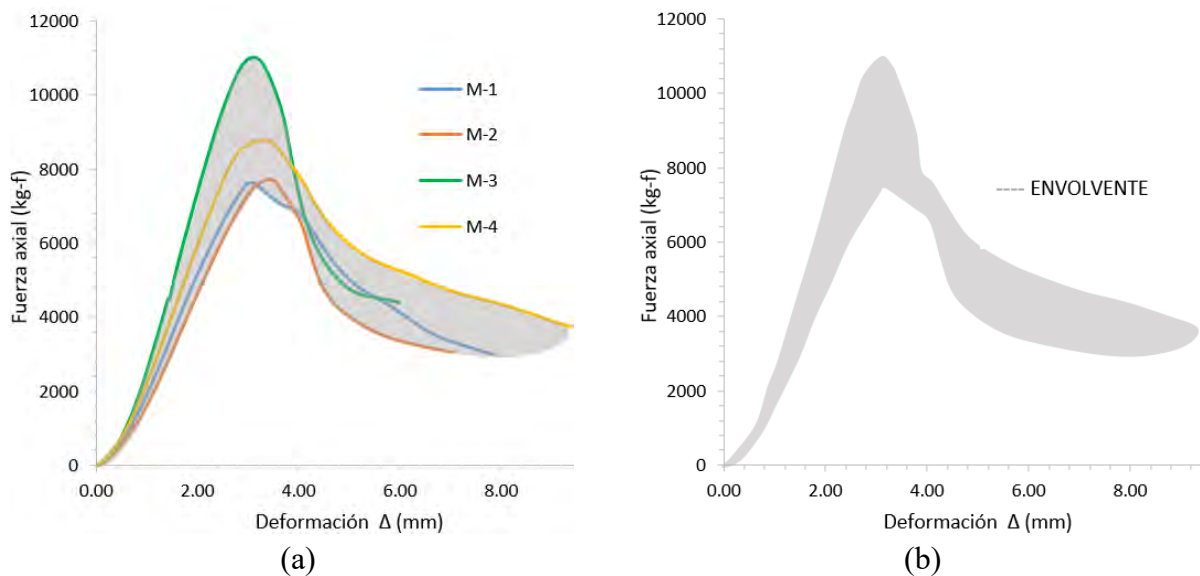 12000
10000
8000
6000
4000
2000
0
0.00 2.00 4.00 6.00 8.00
Fuerza axial (kg-f)
Deformación Δ (mm)
M-1
M-2
M-3
M-4
(a)
12000
10000
8000
6000
4000
2000
0
0.00 2.00 4.00 6.00 8.00
Fuerza axial (kg-f)
Deformación Δ (mm)
ENVOLVENTE
(b)